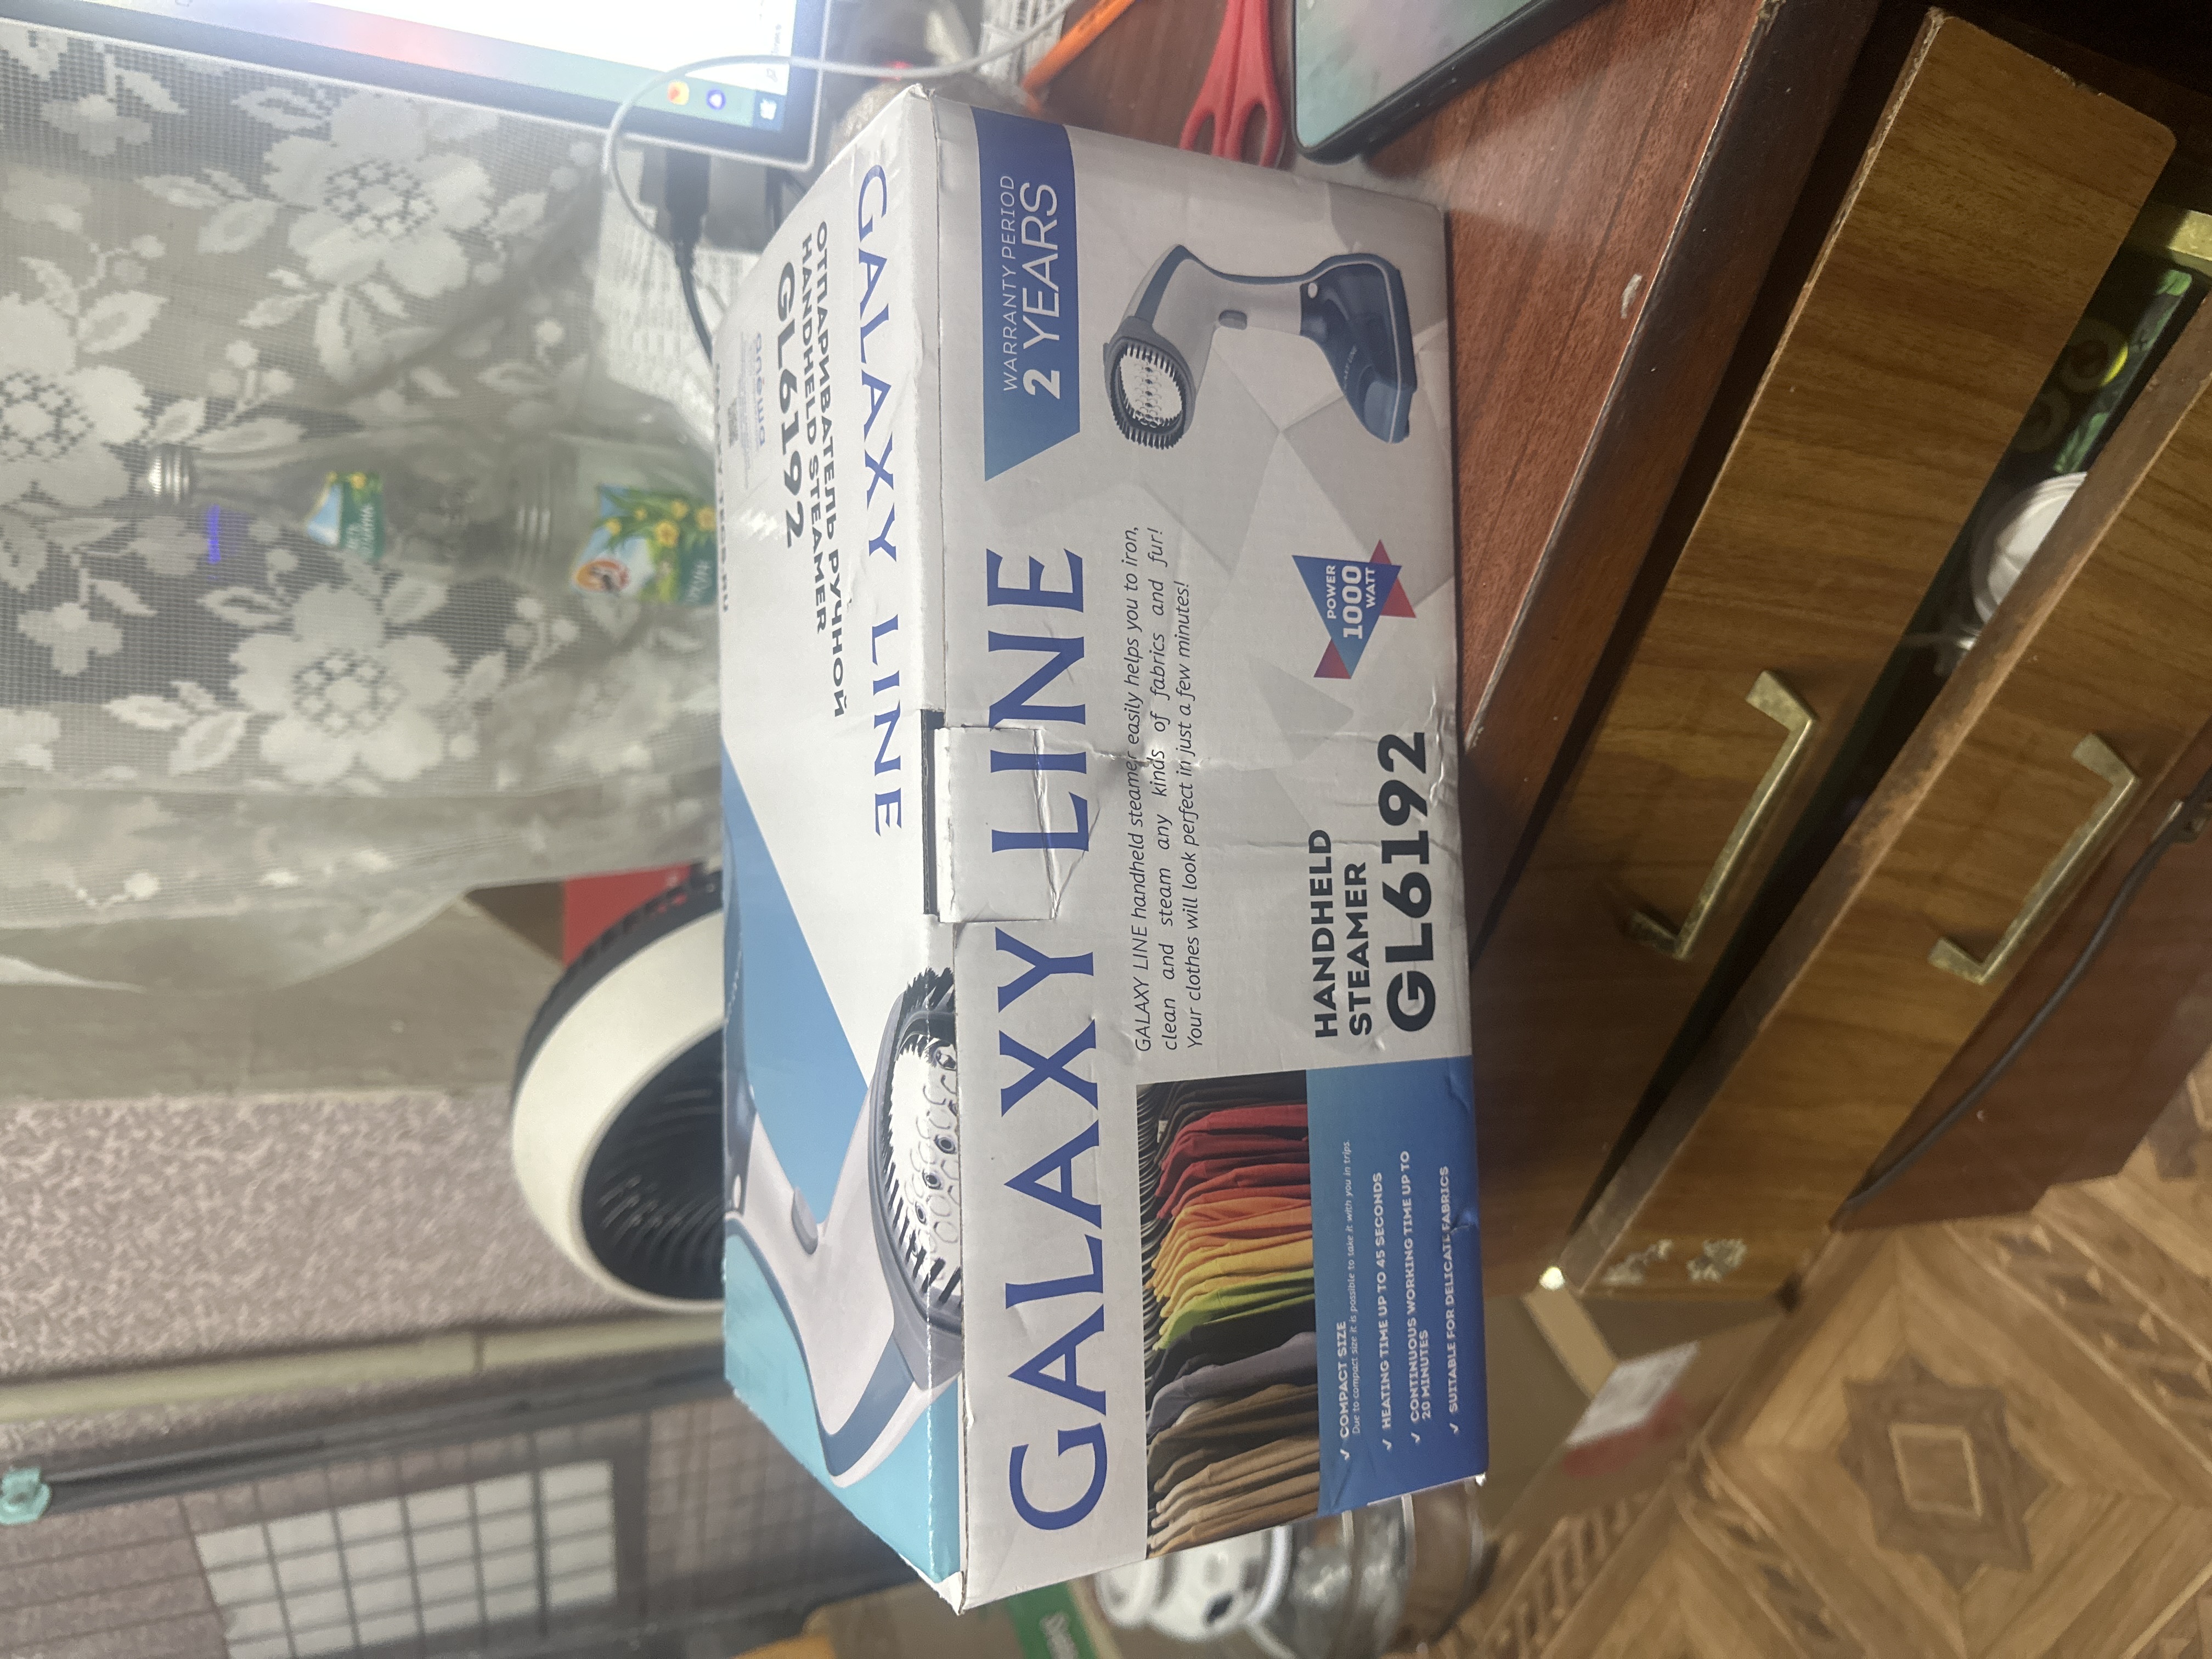 GALAXY LINE
ОТПАРИВАТЕЛЬ РУЧНОЙ
HANDHELD STEAMER
GL6192
WARRANTY PERIOD
2 YEARS
GALAXY LINE
GALAXY LINE handheld steamer easily helps you to iron,
clean and steam any kinds of fabrics and fur!
Your clothes will look perfect in just a few minutes!
POWER
1000
WATT
HANDHELD
STEAMER
GL6192
✓ COMPACT SIZE
Due to compact size it is possible to take it with you in trips
✓ HEATING TIME UP TO 45 SECONDS
✓ CONTINUOUS WORKING TIME UP TO
20 MINUTES
✓ SUITABLE FOR DELICATE FABRICS